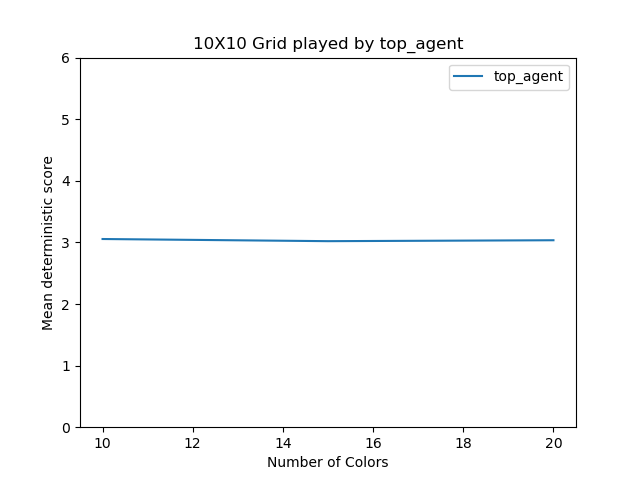 10X10 Grid played by top_agent
top_agent
Mean deterministic score
6
5
4
3
2
1
0
10 12 14 16 18 20
Number of Colors